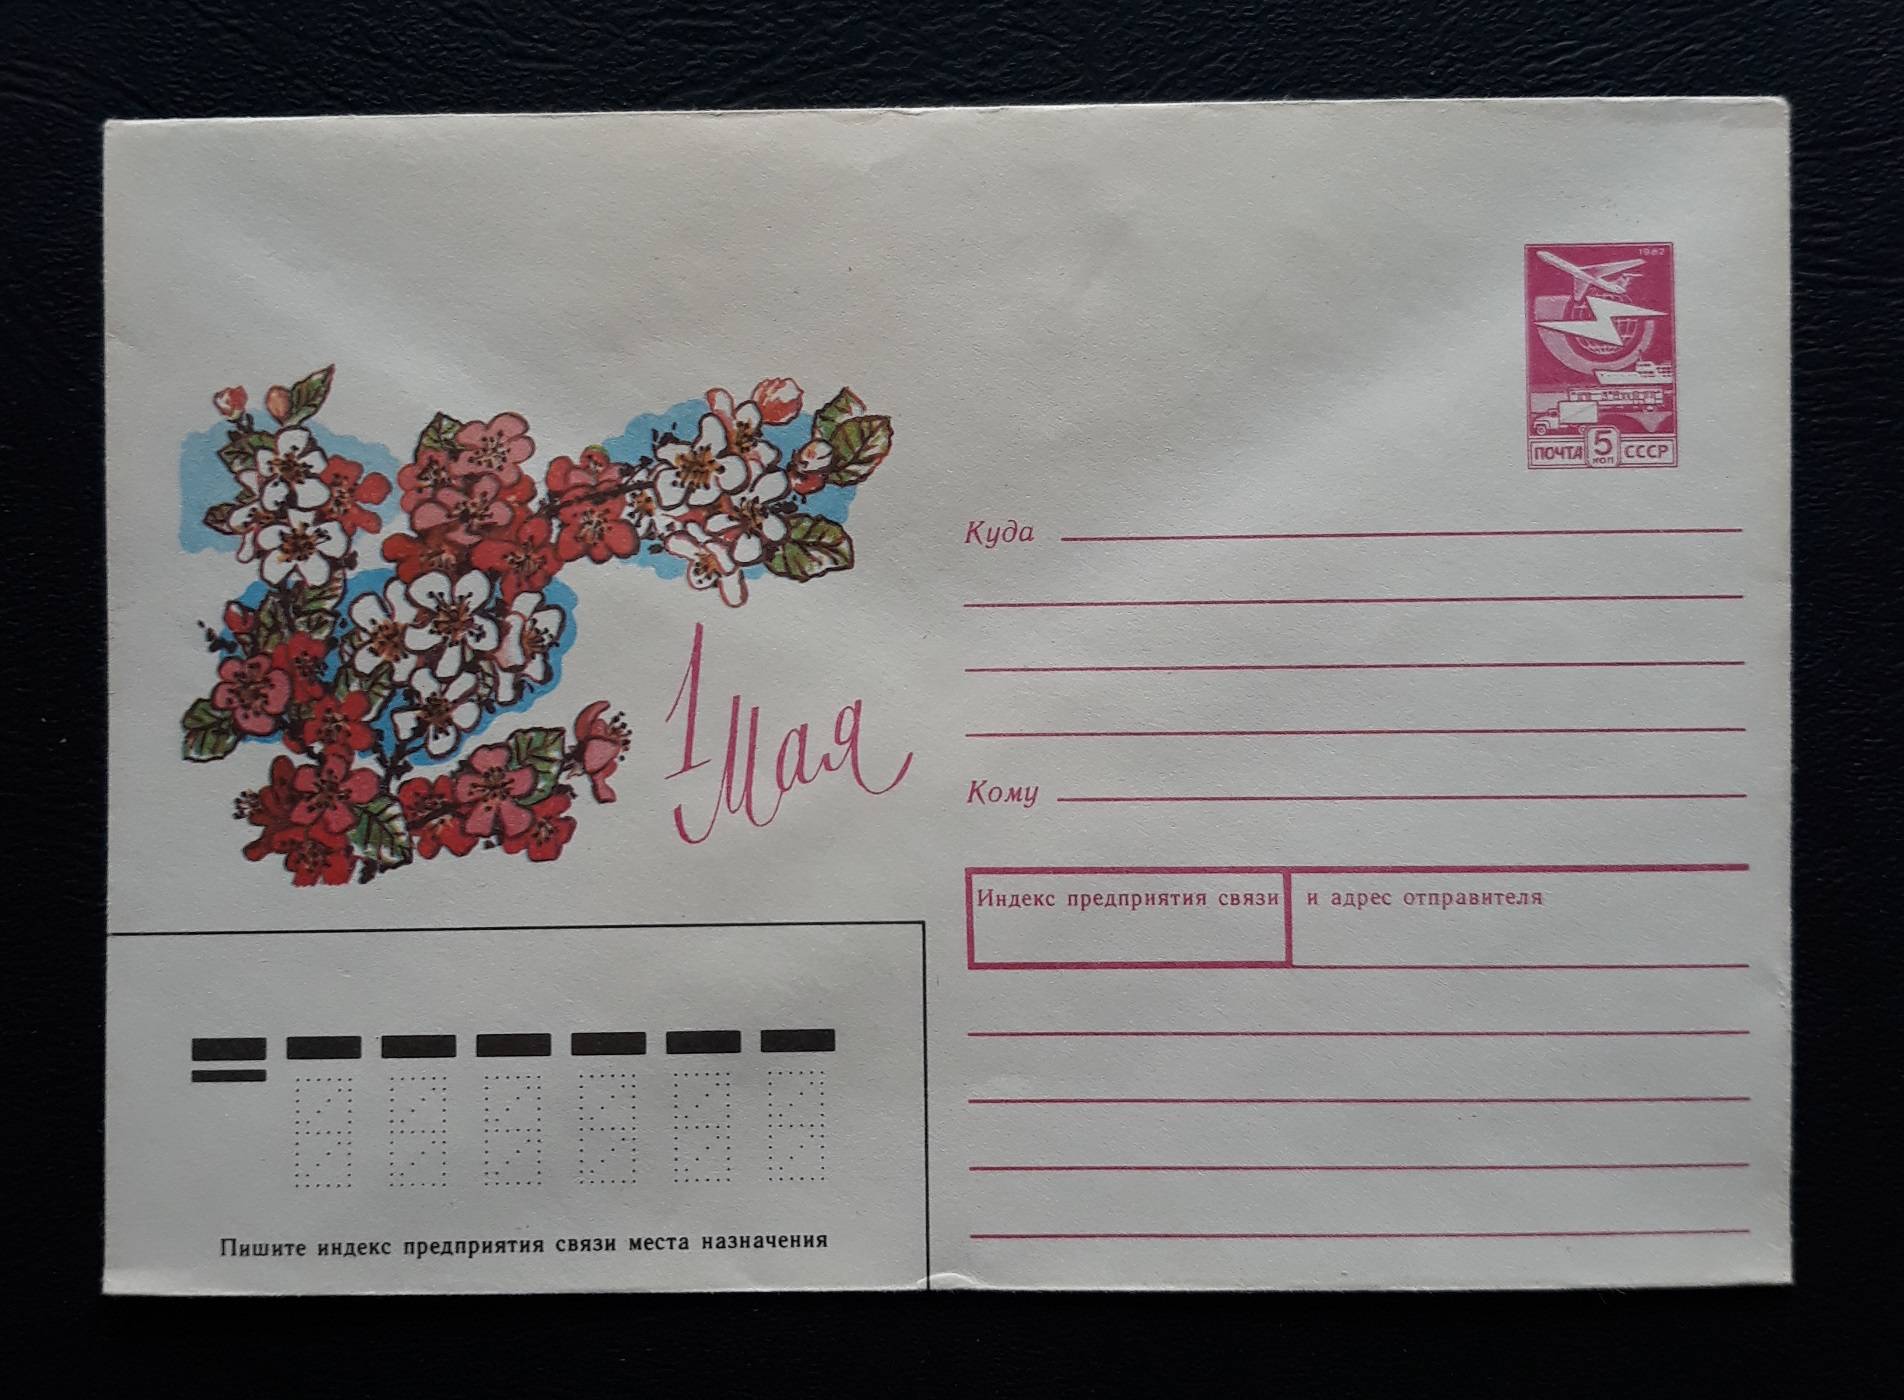 1982
ПОЧТА 5 КОП СССР
Куда
1 Мая
Кому
Индекс предприятия связи и адрес отправителя
Пишите индекс предприятия связи места назначения